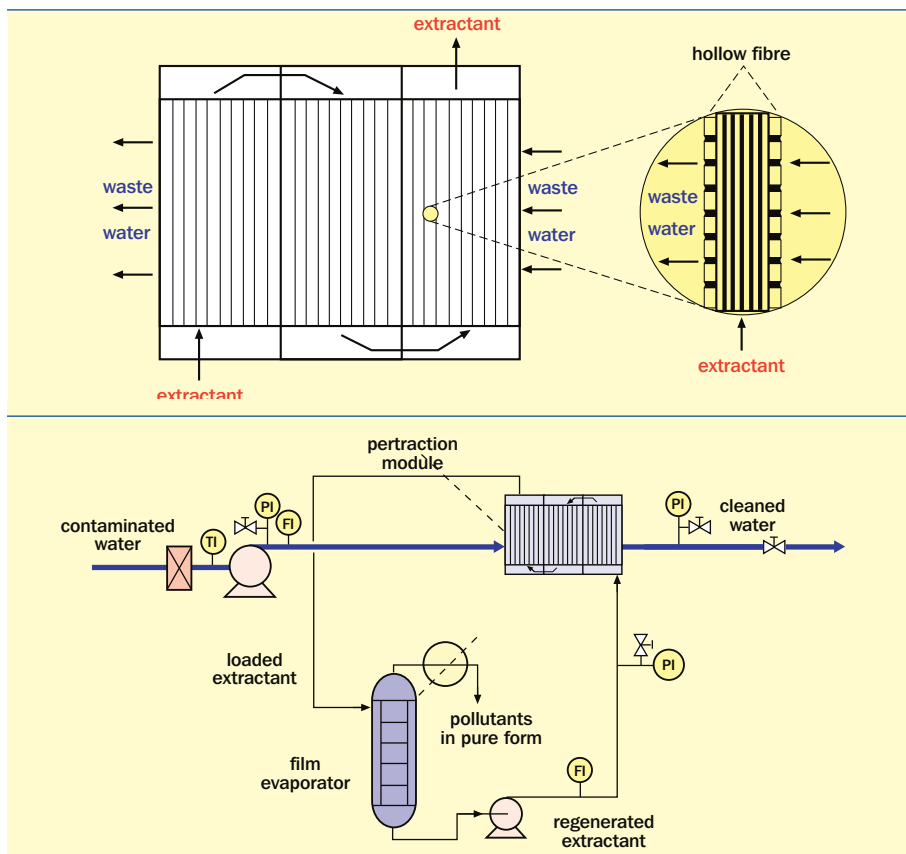 extractant
hollow fibre
waste
water
waste
water
waste
water
extractant
extractant
pertraction
module
contaminated
water
TI
PI
FI
PI
cleaned
water
loaded
extractant
PI
pollutants
in pure form
film
evaporator
FI
regenerated
extractant